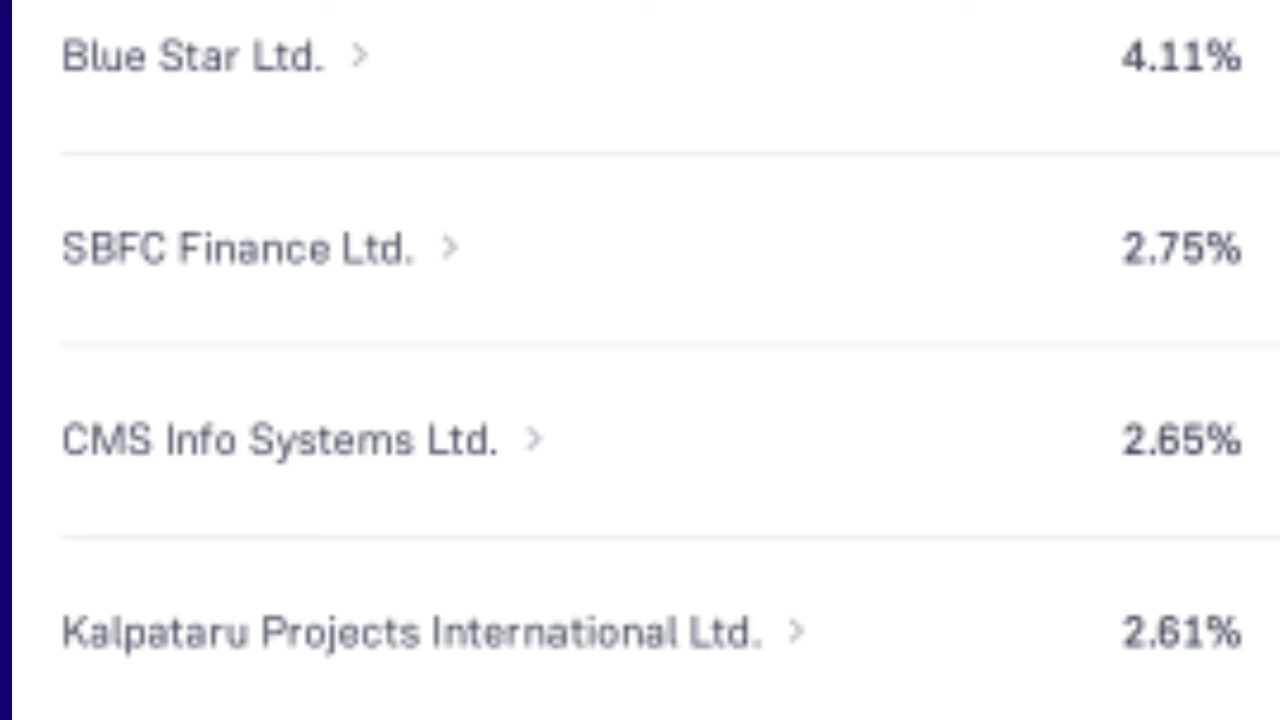 Blue Star Ltd. > 4.11%
SBFC Finance Ltd. > 2.75%
CMS Info Systems Ltd. > 2.65%
Kalpataru Projects International Ltd. > 2.61%